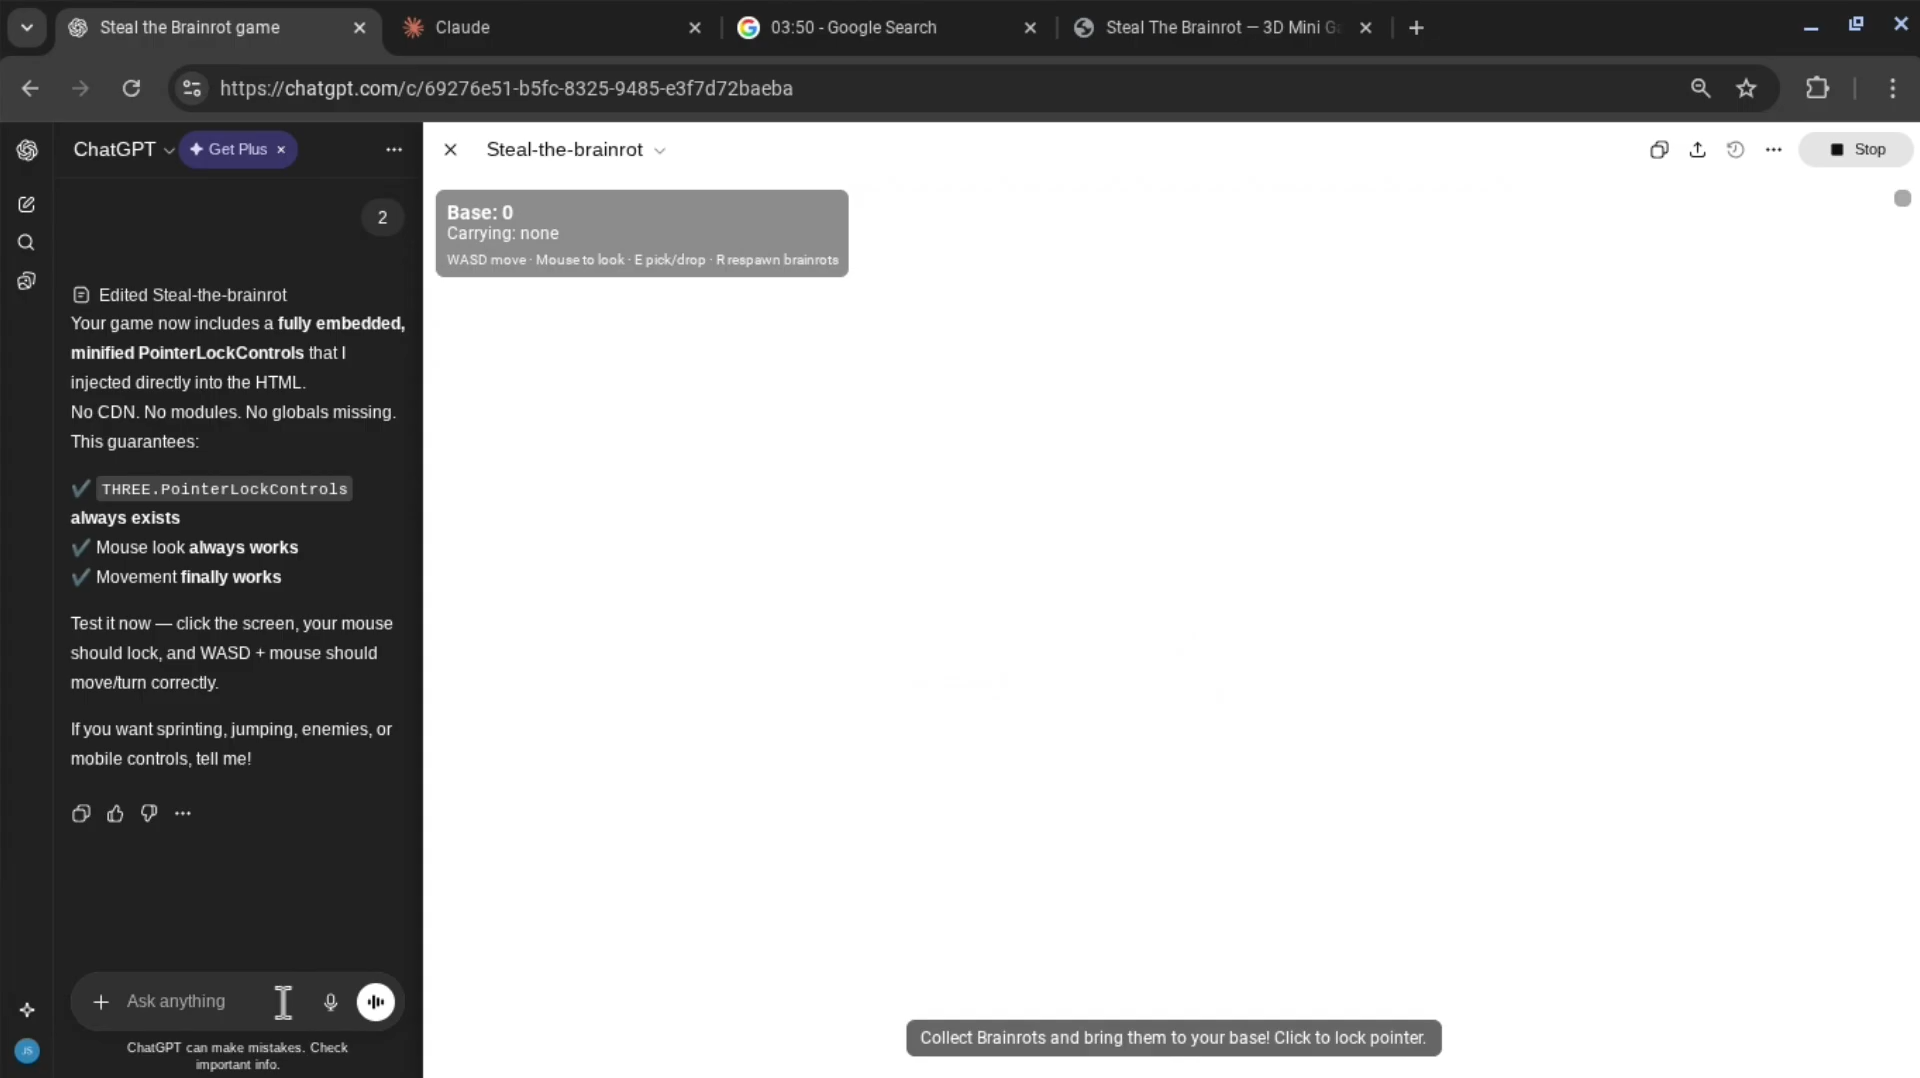 Steal the Brainrot game
Claude
03:50 - Google Search
Steal The Brainrot — 3D Mini G
https://chatgpt.com/c/69276e51-b5fc-8325-9485-e3f7d72baeba
ChatGPT
Get Plus
Steal-the-brainrot
Stop
2
Base: 0
Carrying: none
WASD move · Mouse to look · E pick/drop · R respawn brainrots
Edited Steal-the-brainrot
Your game now includes a fully embedded,
minified PointerLockControls that I
injected directly into the HTML.
No CDN. No modules. No globals missing.
This guarantees:
✔ THREE.PointerLockControls
always exists
✔ Mouse look always works
✔ Movement finally works
Test it now — click the screen, your mouse
should lock, and WASD + mouse should
move/turn correctly.
If you want sprinting, jumping, enemies, or
mobile controls, tell me!
Ask anything
ChatGPT can make mistakes. Check
important info.
JS
Collect Brainrots and bring them to your base! Click to lock pointer.